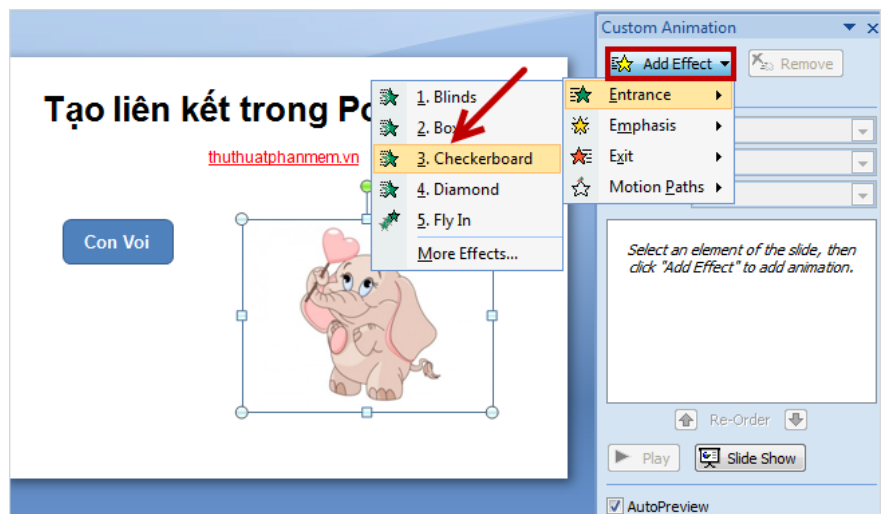 Custom Animation
Add Effect
Remove
Tạo liên kết trong Po
thuthuatphanmem.vn
Con Voi
1. Blinds
2. Box
3. Checkerboard
4. Diamond
5. Fly In
More Effects...
Entrance
Emphasis
Exit
Motion Paths
Select an element of the slide, then
click "Add Effect" to add animation.
Re-Order
Play
Slide Show
AutoPreview